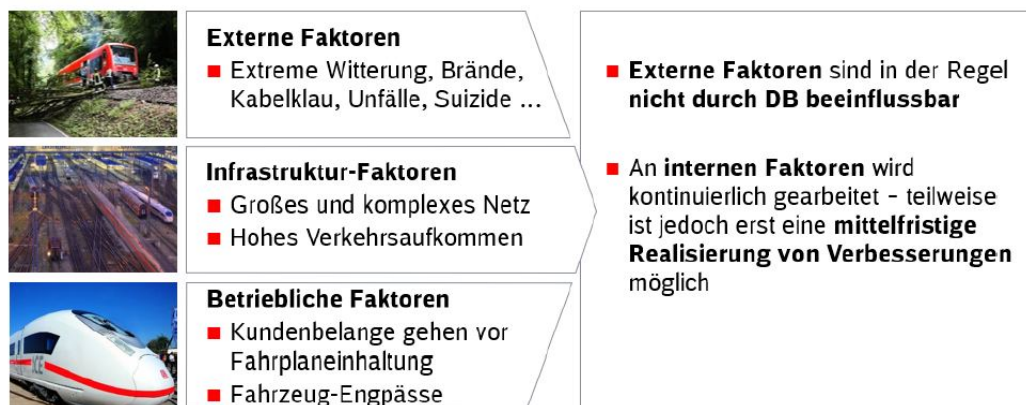 Externe Faktoren
Extreme Witterung, Brände,
Kabelklau, Unfälle, Suizide ...
Infrastruktur-Faktoren
Großes und komplexes Netz
Hohes Verkehrsaufkommen
Betriebliche Faktoren
Kundenbelange gehen vor
Fahrplaneinhaltung
Fahrzeug-Engpässe
Externe Faktoren sind in der Regel
nicht durch DB beeinflussbar
An internen Faktoren wird
kontinuierlich gearbeitet – teilweise
ist jedoch erst eine mittelfristige
Realisierung von Verbesserungen
möglich
ICE